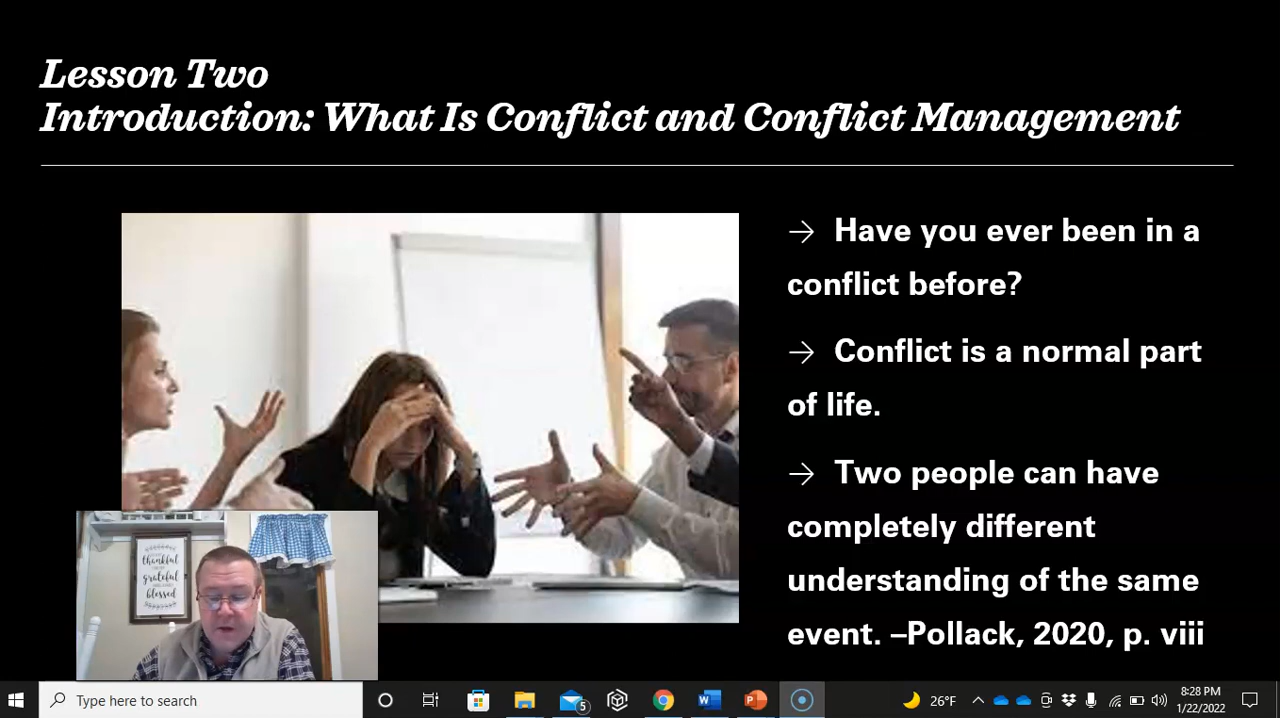 Lesson Two
Introduction: What Is Conflict and Conflict Management
→ Have you ever been in a
conflict before?
→ Conflict is a normal part
of life.
→ Two people can have
completely different
understanding of the same
event. –Pollack, 2020, p. viii
thankful
grateful
blessed
Type here to search
5
26°F
8:28 PM
1/22/2022